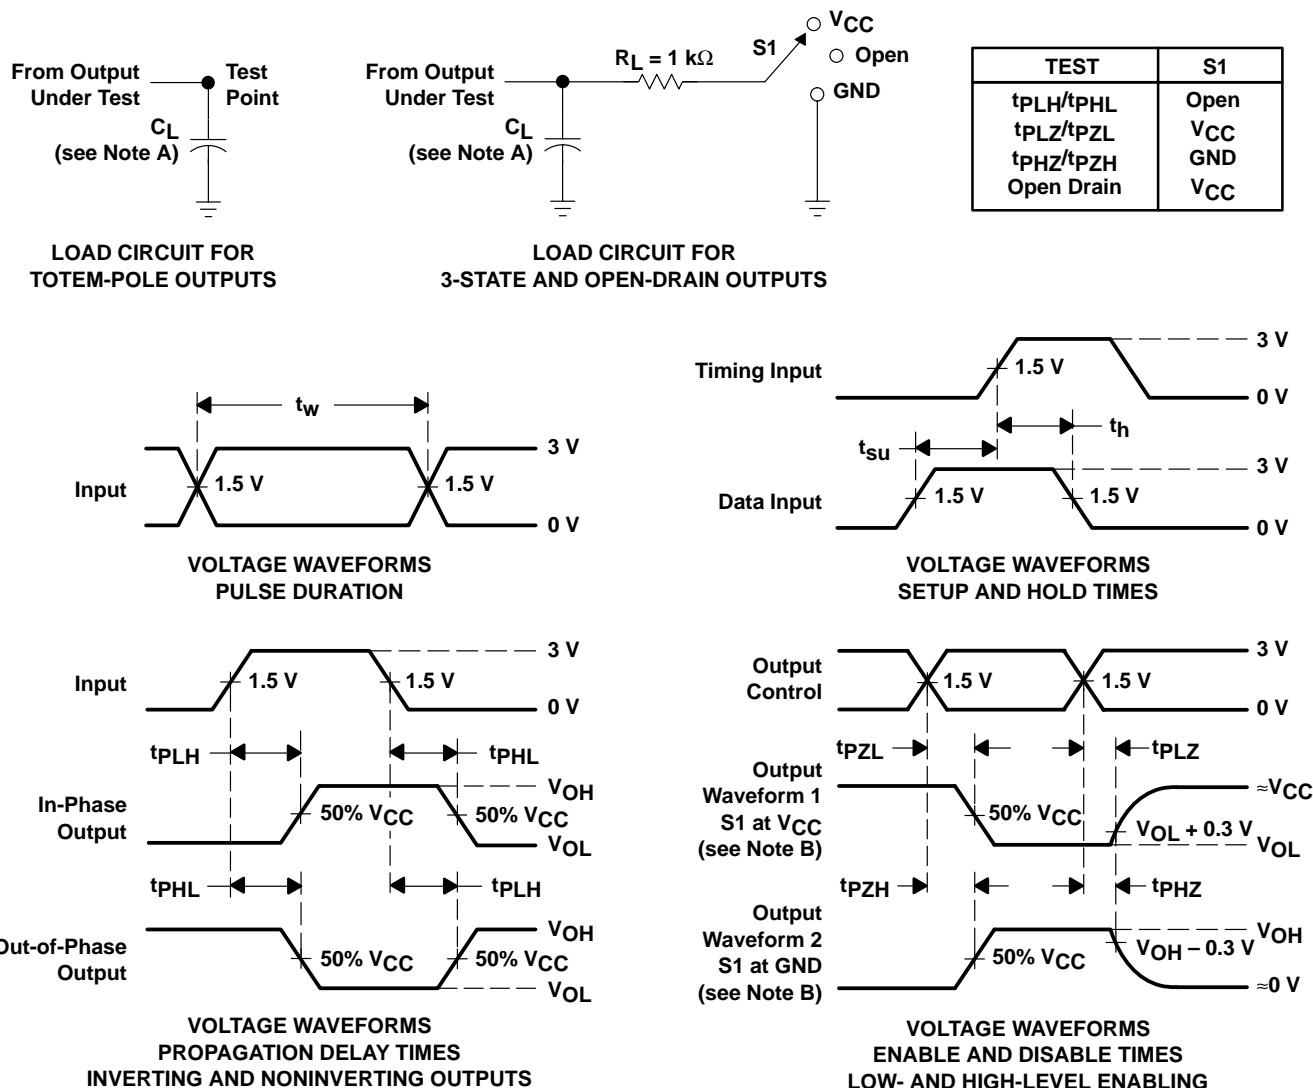 From Output
Under Test
Test
Point
CL
(see Note A)
LOAD CIRCUIT FOR
TOTEM-POLE OUTPUTS
From Output
Under Test
RL = 1 kΩ
S1
VCC
Open
GND
CL
(see Note A)
LOAD CIRCUIT FOR
3-STATE AND OPEN-DRAIN OUTPUTS
TEST S1
tPLH/tPHL Open
tPLZ/tPZL VCC
tPHZ/tPZH GND
Open Drain VCC
tw
Input
1.5 V 1.5 V
3 V
0 V
VOLTAGE WAVEFORMS
PULSE DURATION
Timing Input
1.5 V
3 V
0 V
tsu
th
Data Input
1.5 V 1.5 V
3 V
0 V
VOLTAGE WAVEFORMS
SETUP AND HOLD TIMES
Input
1.5 V 1.5 V
3 V
0 V
tPLH tPHL
In-Phase
Output
50% VCC 50% VCC
VOH
VOL
tPHL tPLH
Out-of-Phase
Output
50% VCC 50% VCC
VOH
VOL
VOLTAGE WAVEFORMS
PROPAGATION DELAY TIMES
INVERTING AND NONINVERTING OUTPUTS
Output
Control
1.5 V 1.5 V
3 V
0 V
tPZL tPLZ
Output
Waveform 1
S1 at VCC
(see Note B)
50% VCC
VOL + 0.3 V
≈VCC
VOL
tPZH tPHZ
Output
Waveform 2
S1 at GND
(see Note B)
50% VCC
VOH − 0.3 V
VOH
≈0 V
VOLTAGE WAVEFORMS
ENABLE AND DISABLE TIMES
LOW- AND HIGH-LEVEL ENABLING